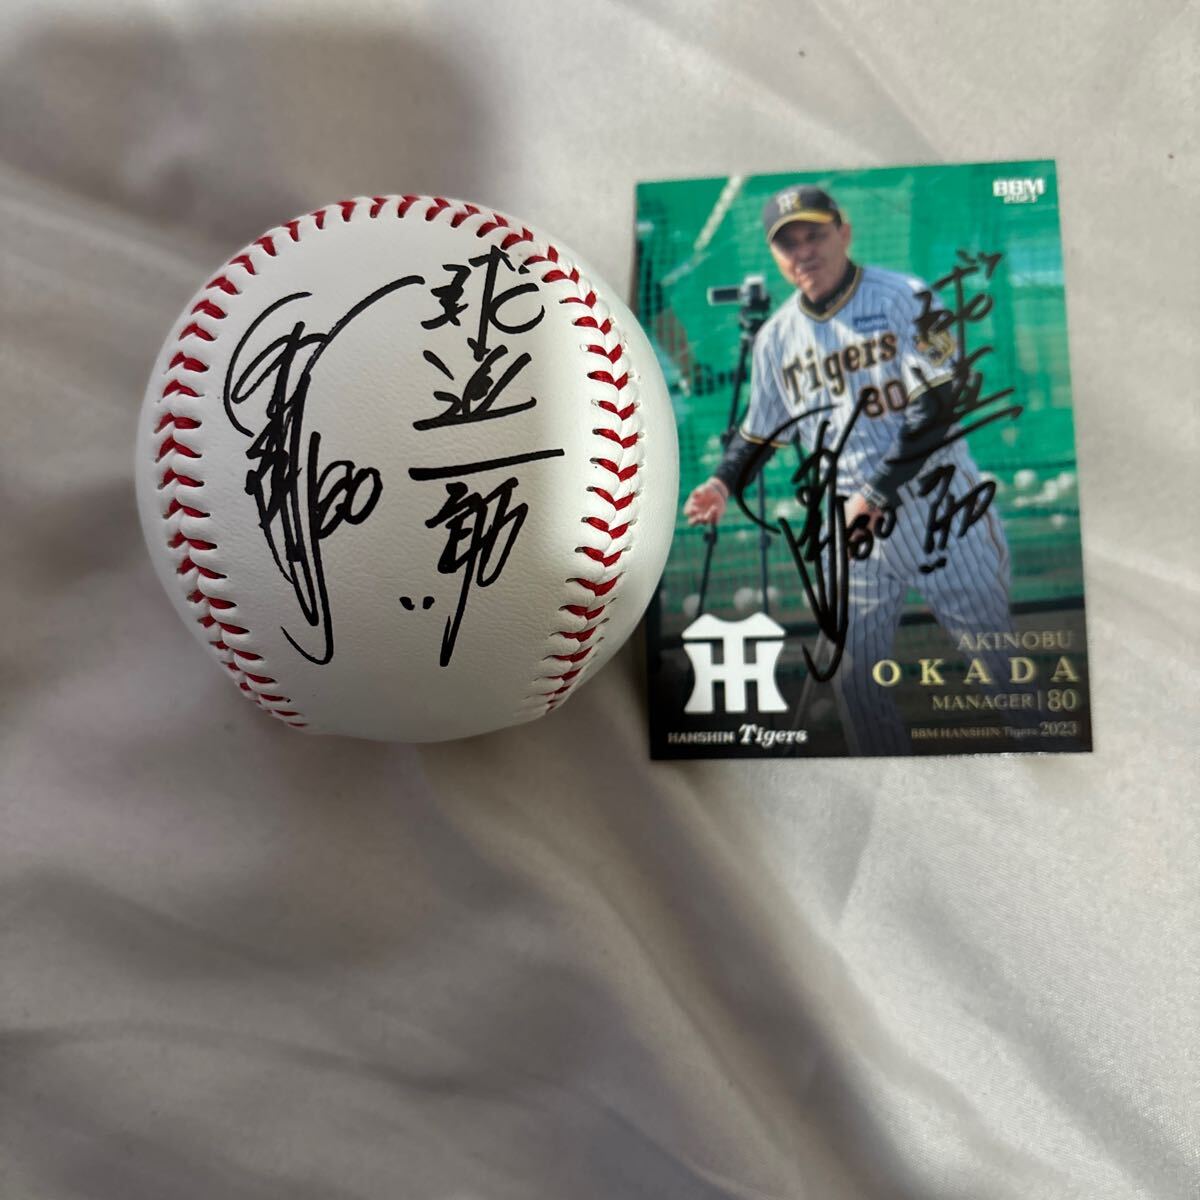 球道一筋
80
BBM
2023
Tigers
80
球道一筋
80
AKINOBU
OKADA
MANAGER | 80
HANSHIN Tigers
BBM HANSHIN Tigers 2023